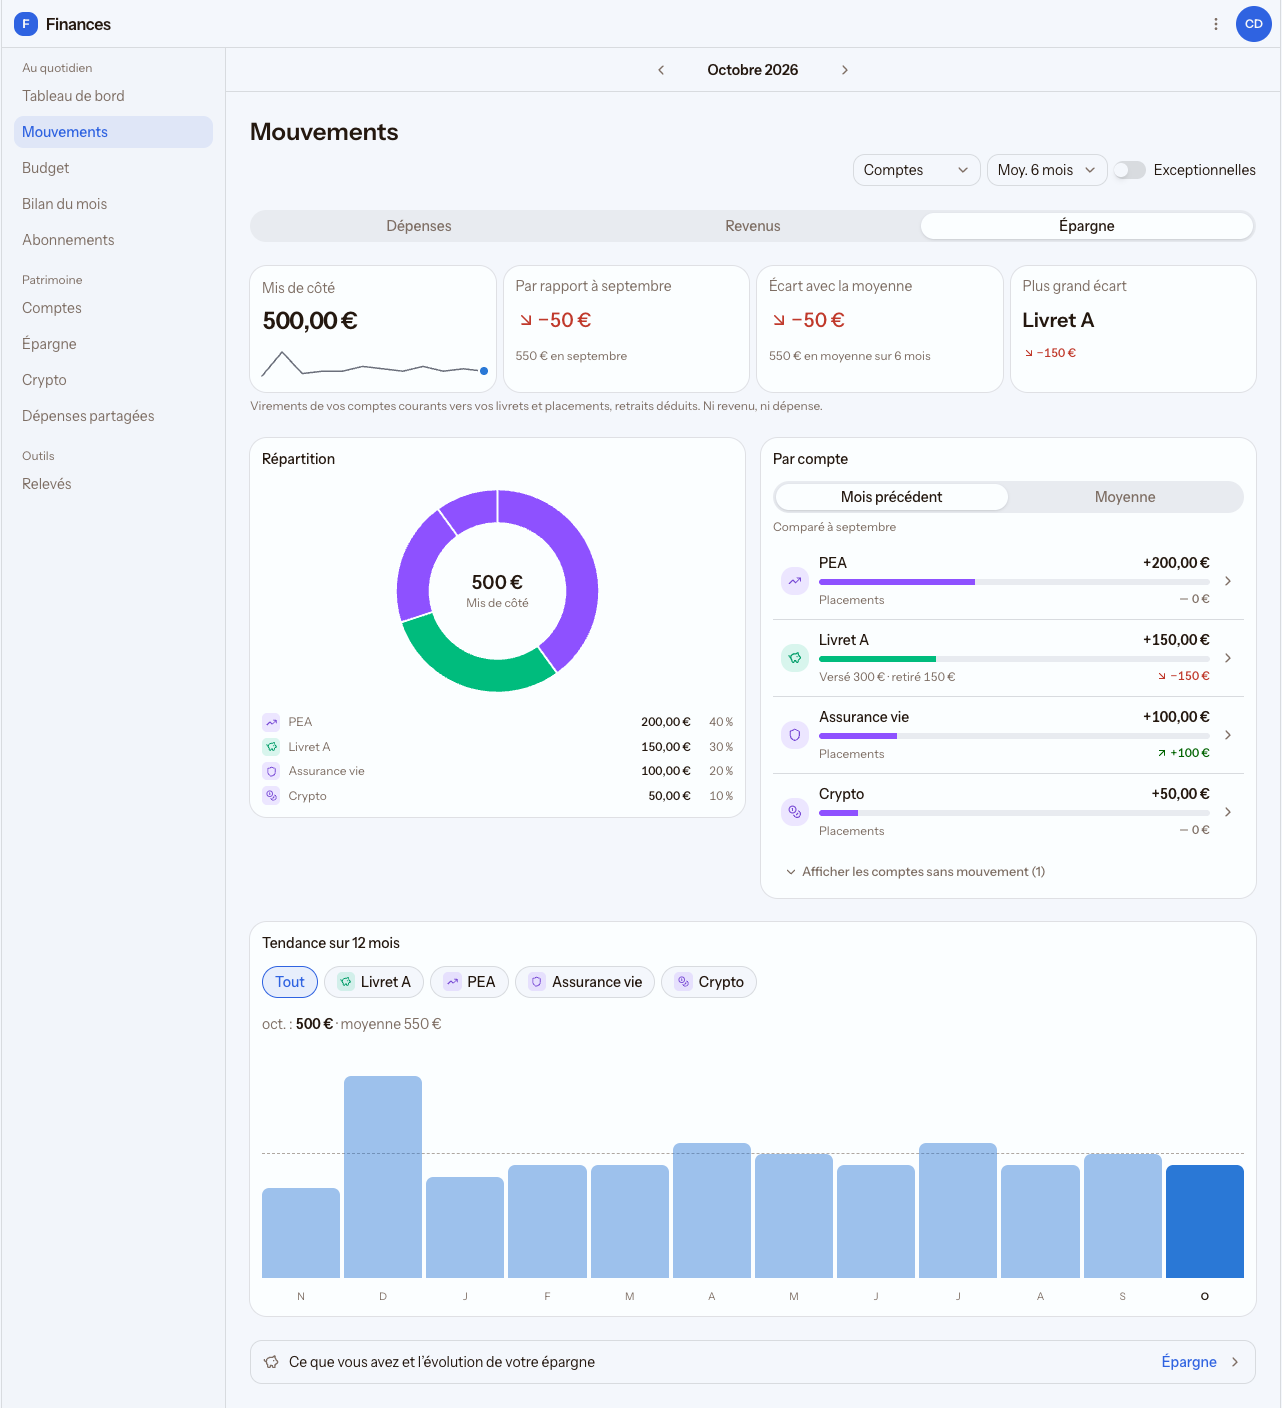 F Finances
CD
Au quotidien
Tableau de bord
Mouvements
Budget
Bilan du mois
Abonnements
Patrimoine
Comptes
Épargne
Crypto
Dépenses partagées
Outils
Relevés
Octobre 2026
Mouvements
Comptes
Moy. 6 mois
Exceptionnelles
Dépenses
Revenus
Épargne
Mis de côté
500,00 €
Par rapport à septembre
−50 €
550 € en septembre
Écart avec la moyenne
−50 €
550 € en moyenne sur 6 mois
Plus grand écart
Livret A
−150 €
Virements de vos comptes courants vers vos livrets et placements, retraits déduits. Ni revenu, ni dépense.
Répartition
500 €
Mis de côté
PEA 200,00 € 40 %
Livret A 150,00 € 30 %
Assurance vie 100,00 € 20 %
Crypto 50,00 € 10 %
Par compte
Mois précédent
Moyenne
Comparé à septembre
PEA +200,00 €
Placements — 0 €
Livret A +150,00 €
Versé 300 € · retiré 150 € −150 €
Assurance vie +100,00 €
Placements +100 €
Crypto +50,00 €
Placements — 0 €
Afficher les comptes sans mouvement (1)
Tendance sur 12 mois
Tout
Livret A
PEA
Assurance vie
Crypto
oct. : 500 € · moyenne 550 €
N D J F M A M J J A S O
Ce que vous avez et l’évolution de votre épargne
Épargne